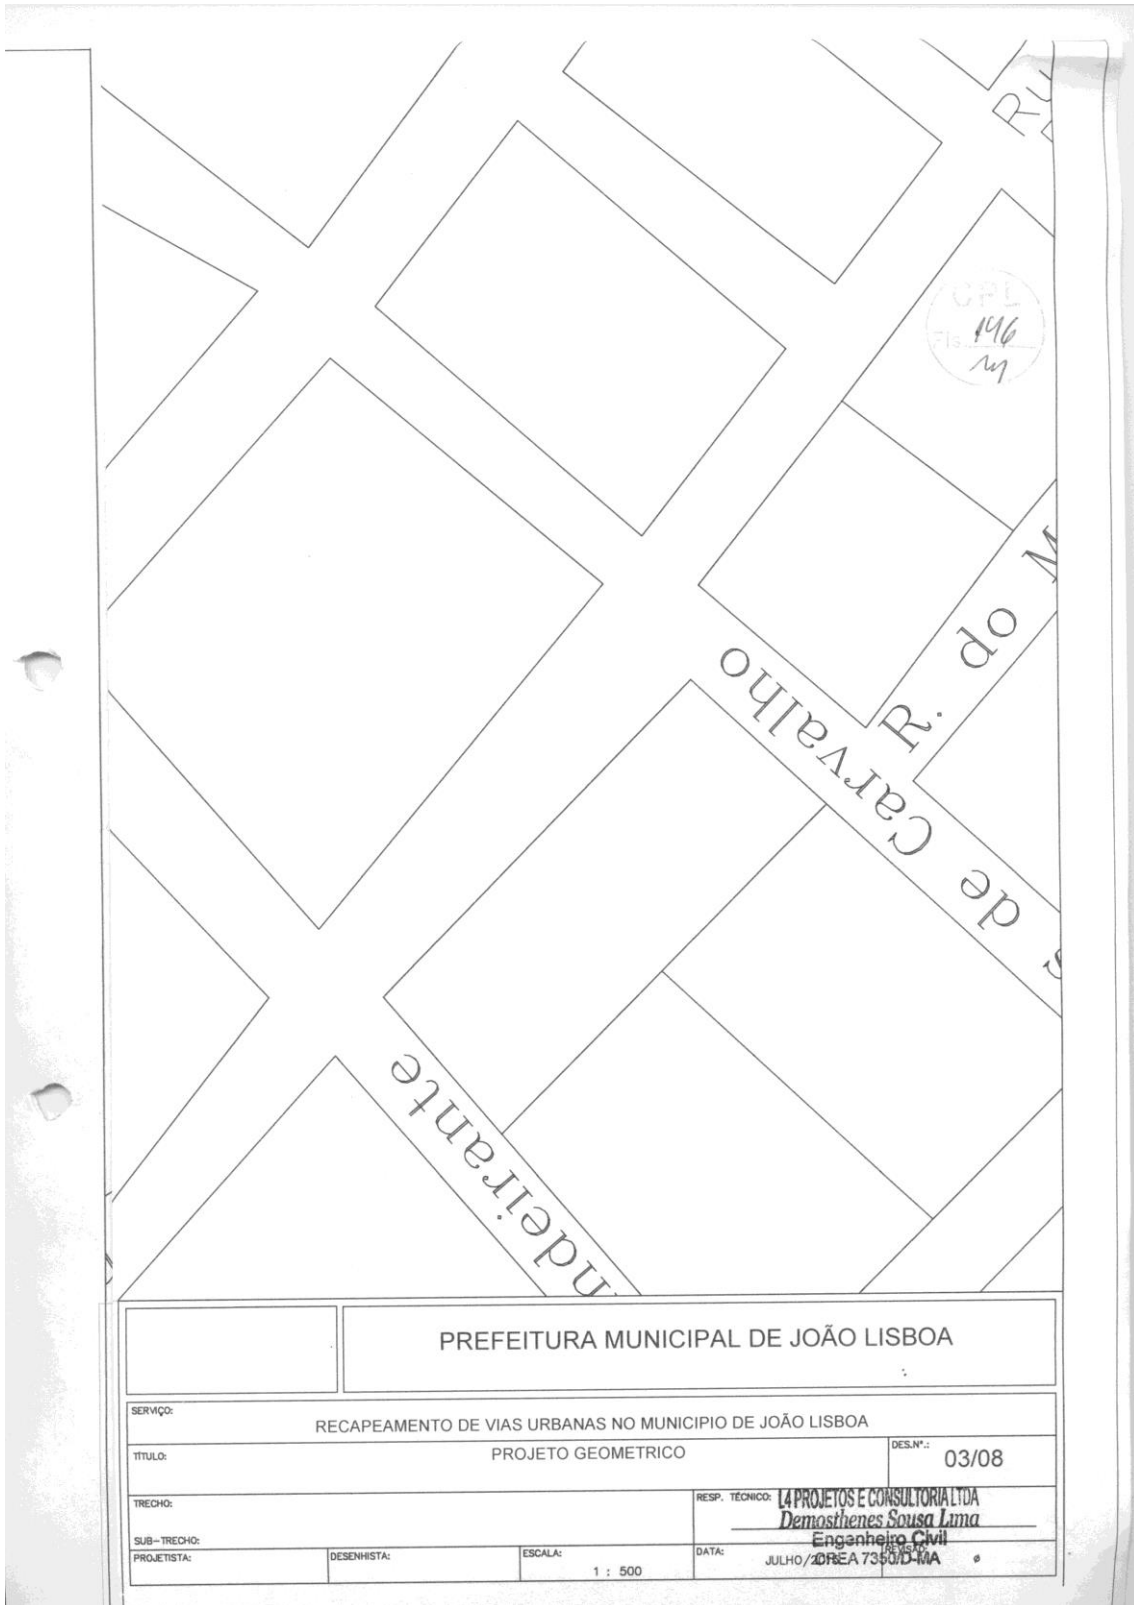 Ru
CPL
Fls. 146
R. do M
s de Carvalho
ndeirante
PREFEITURA MUNICIPAL DE JOÃO LISBOA
SERVIÇO:
RECAPEAMENTO DE VIAS URBANAS NO MUNICIPIO DE JOÃO LISBOA
TÍTULO:
PROJETO GEOMETRICO
DES.Nº.:
03/08
TRECHO:
SUB-TRECHO:
RESP. TÉCNICO:
L4 PROJETOS E CONSULTORIA LTDA
Demosthenes Sousa Lima
Engenheiro Civil
CREA 7350/D-MA
PROJETISTA:
DESENHISTA:
ESCALA:
1 : 500
DATA:
JULHO/
REVISÃO: